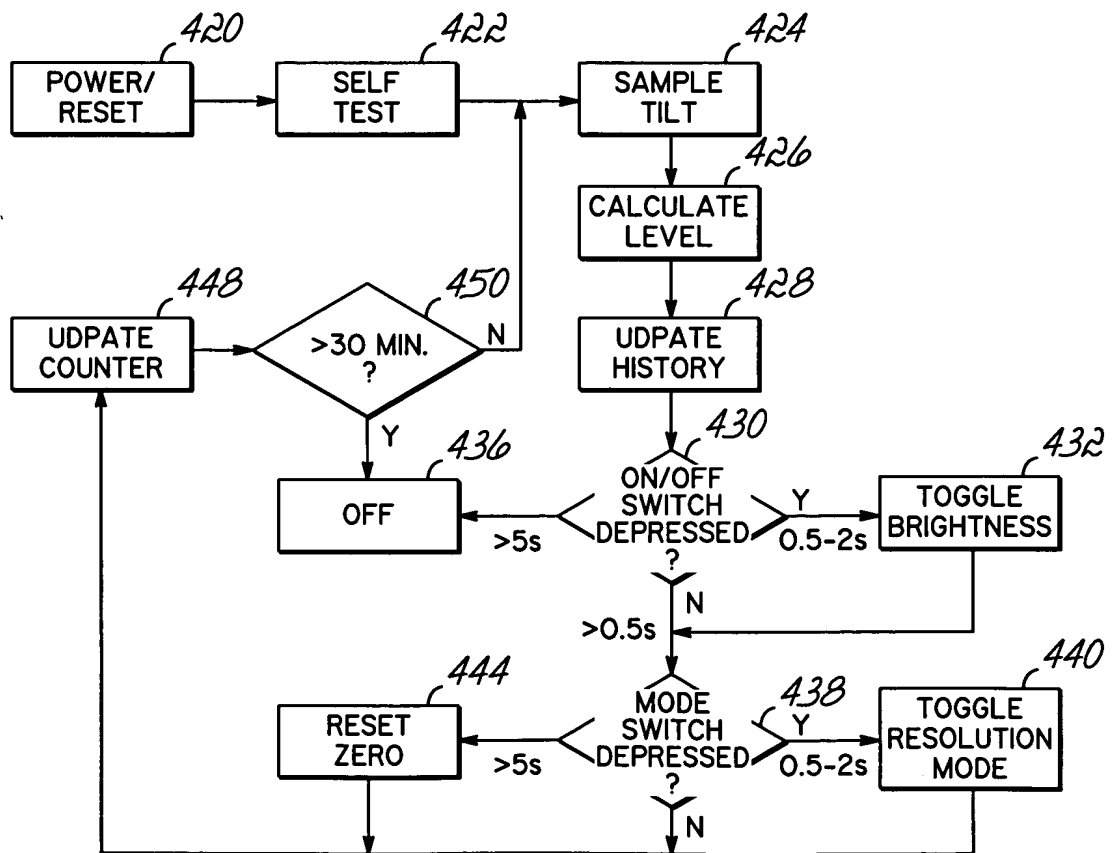 420
POWER/
RESET
422
SELF
TEST
424
SAMPLE
TILT
426
CALCULATE
LEVEL
448
UDPATE
COUNTER
450
>30 MIN.
?
N
Y
428
UDPATE
HISTORY
436
OFF
430
ON/OFF
SWITCH
DEPRESSED
?
>5s
Y
0.5-2s
N
>0.5s
432
TOGGLE
BRIGHTNESS
444
RESET
ZERO
438
MODE
SWITCH
DEPRESSED
?
>5s
Y
0.5-2s
N
440
TOGGLE
RESOLUTION
MODE